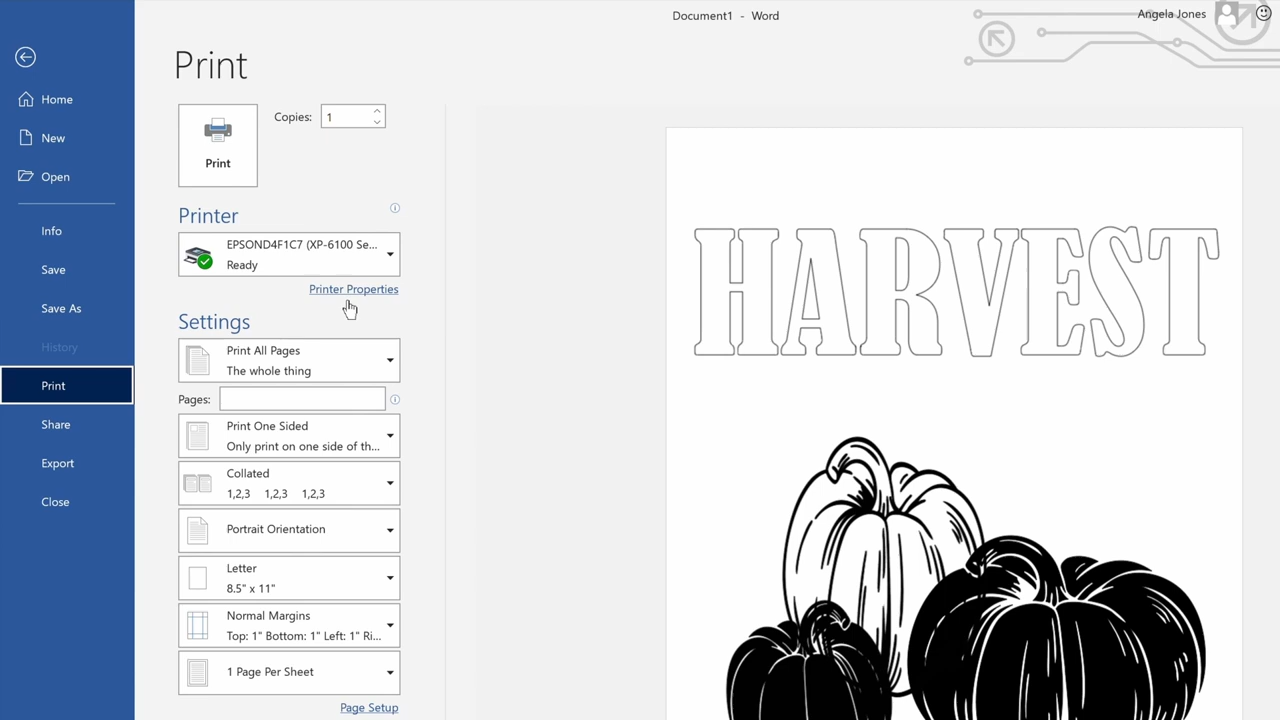 Document1 - Word
Angela Jones
Home
New
Open
Info
Save
Save As
History
Print
Share
Export
Close
Print
Print
Copies: 1
Printer
EPSOND4F1C7 (XP-6100 Se...
Ready
Printer Properties
Settings
Print All Pages
The whole thing
Pages:
Print One Sided
Only print on one side of th...
Collated
1,2,3 1,2,3 1,2,3
Portrait Orientation
Letter
8.5" x 11"
Normal Margins
Top: 1" Bottom: 1" Left: 1" Ri...
1 Page Per Sheet
Page Setup
HARVEST